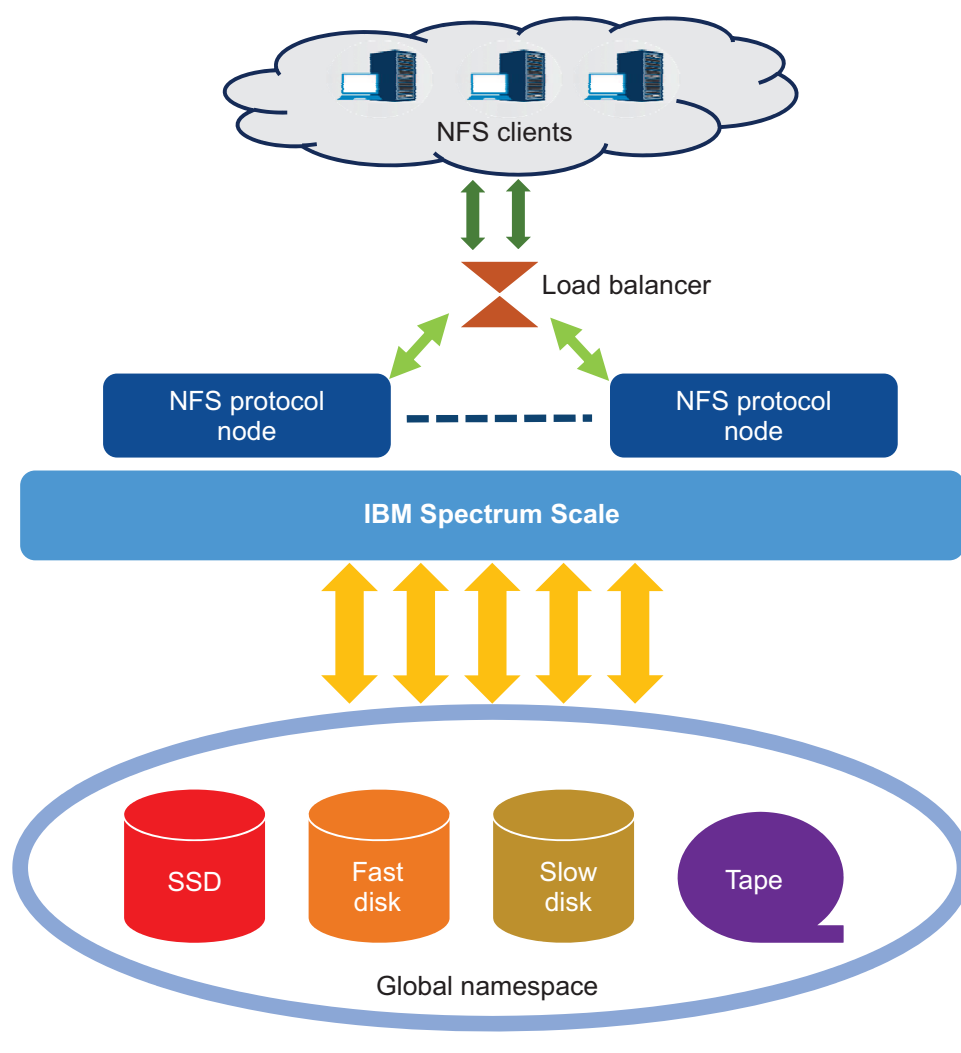 NFS clients
Load balancer
NFS protocol
node
NFS protocol
node
IBM Spectrum Scale
SSD
Fast
disk
Slow
disk
Tape
Global namespace